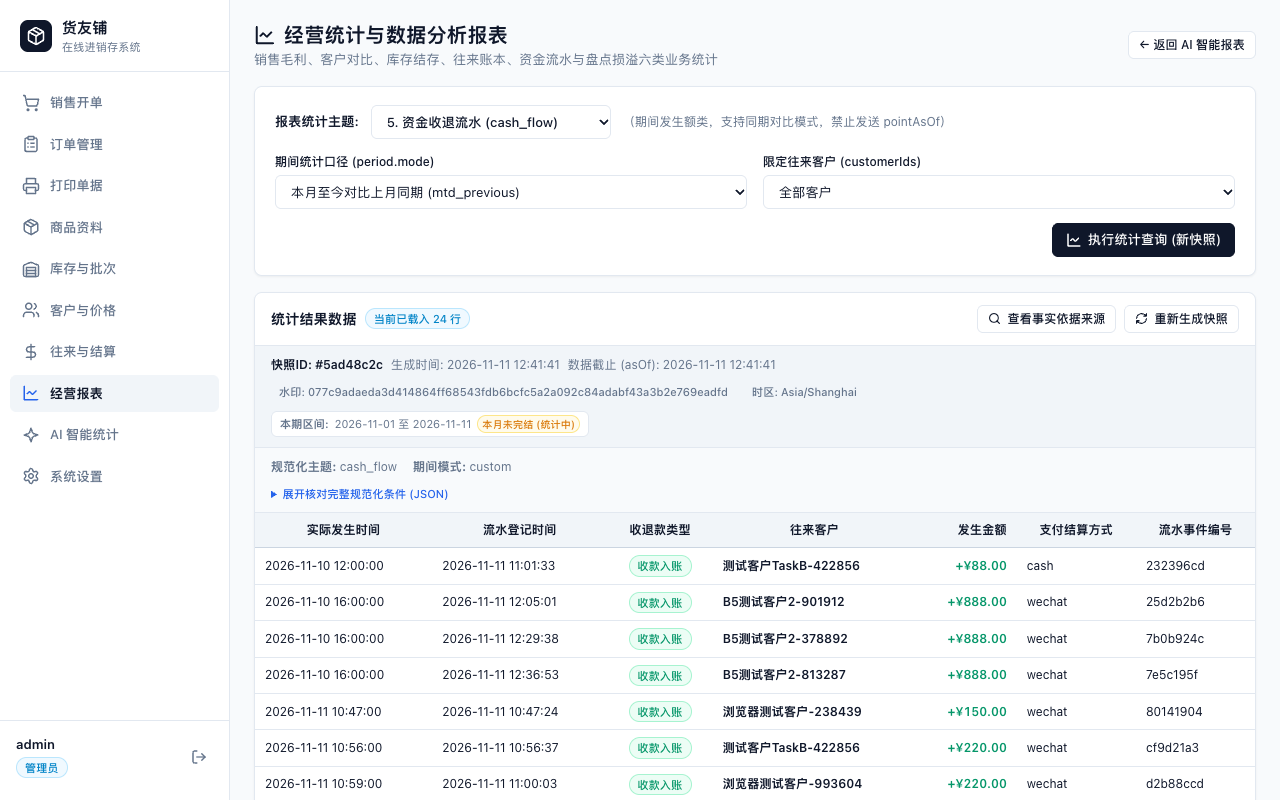 货友铺
在线进销存系统
销售开单
订单管理
打印单据
商品资料
库存与批次
客户与价格
往来与结算
经营报表
AI 智能统计
系统设置
admin
管理员
经营统计与数据分析报表
销售毛利、客户对比、库存结存、往来账本、资金流水与盘点损溢六类业务统计
← 返回 AI 智能报表
报表统计主题: 5. 资金收退流水 (cash_flow) (期间发生额类，支持同期对比模式，禁止发送 pointAsOf)
期间统计口径 (period.mode) 限定往来客户 (customerIds)
本月至今对比上月同期 (mtd_previous) 全部客户
执行统计查询 (新快照)
统计结果数据 当前已载入 24 行 查看事实依据来源 重新生成快照
快照ID: #5ad48c2c 生成时间: 2026-11-11 12:41:41 数据截止 (asOf): 2026-11-11 12:41:41
水印: 077c9adaeda3d414864ff68543fdb6bcfc5a2a092c84adabf43a3b2e769eadfd 时区: Asia/Shanghai
本期区间: 2026-11-01 至 2026-11-11 本月未完结 (统计中)
规范化主题: cash_flow 期间模式: custom
展开核对完整规范化条件 (JSON)
实际发生时间 流水登记时间 收退款类型 往来客户 发生金额 支付结算方式 流水事件编号
2026-11-10 12:00:00 2026-11-11 11:01:33 收款入账 测试客户TaskB-422856 +¥88.00 cash 232396cd
2026-11-10 16:00:00 2026-11-11 12:05:01 收款入账 B5测试客户2-901912 +¥888.00 wechat 25d2b2b6
2026-11-10 16:00:00 2026-11-11 12:29:38 收款入账 B5测试客户2-378892 +¥888.00 wechat 7b0b924c
2026-11-10 16:00:00 2026-11-11 12:36:53 收款入账 B5测试客户2-813287 +¥888.00 wechat 7e5c195f
2026-11-11 10:47:00 2026-11-11 10:47:24 收款入账 浏览器测试客户-238439 +¥150.00 wechat 80141904
2026-11-11 10:56:00 2026-11-11 10:56:37 收款入账 测试客户TaskB-422856 +¥220.00 wechat cf9d21a3
2026-11-11 10:59:00 2026-11-11 11:00:03 收款入账 浏览器测试客户-993604 +¥220.00 wechat d2b88ccd